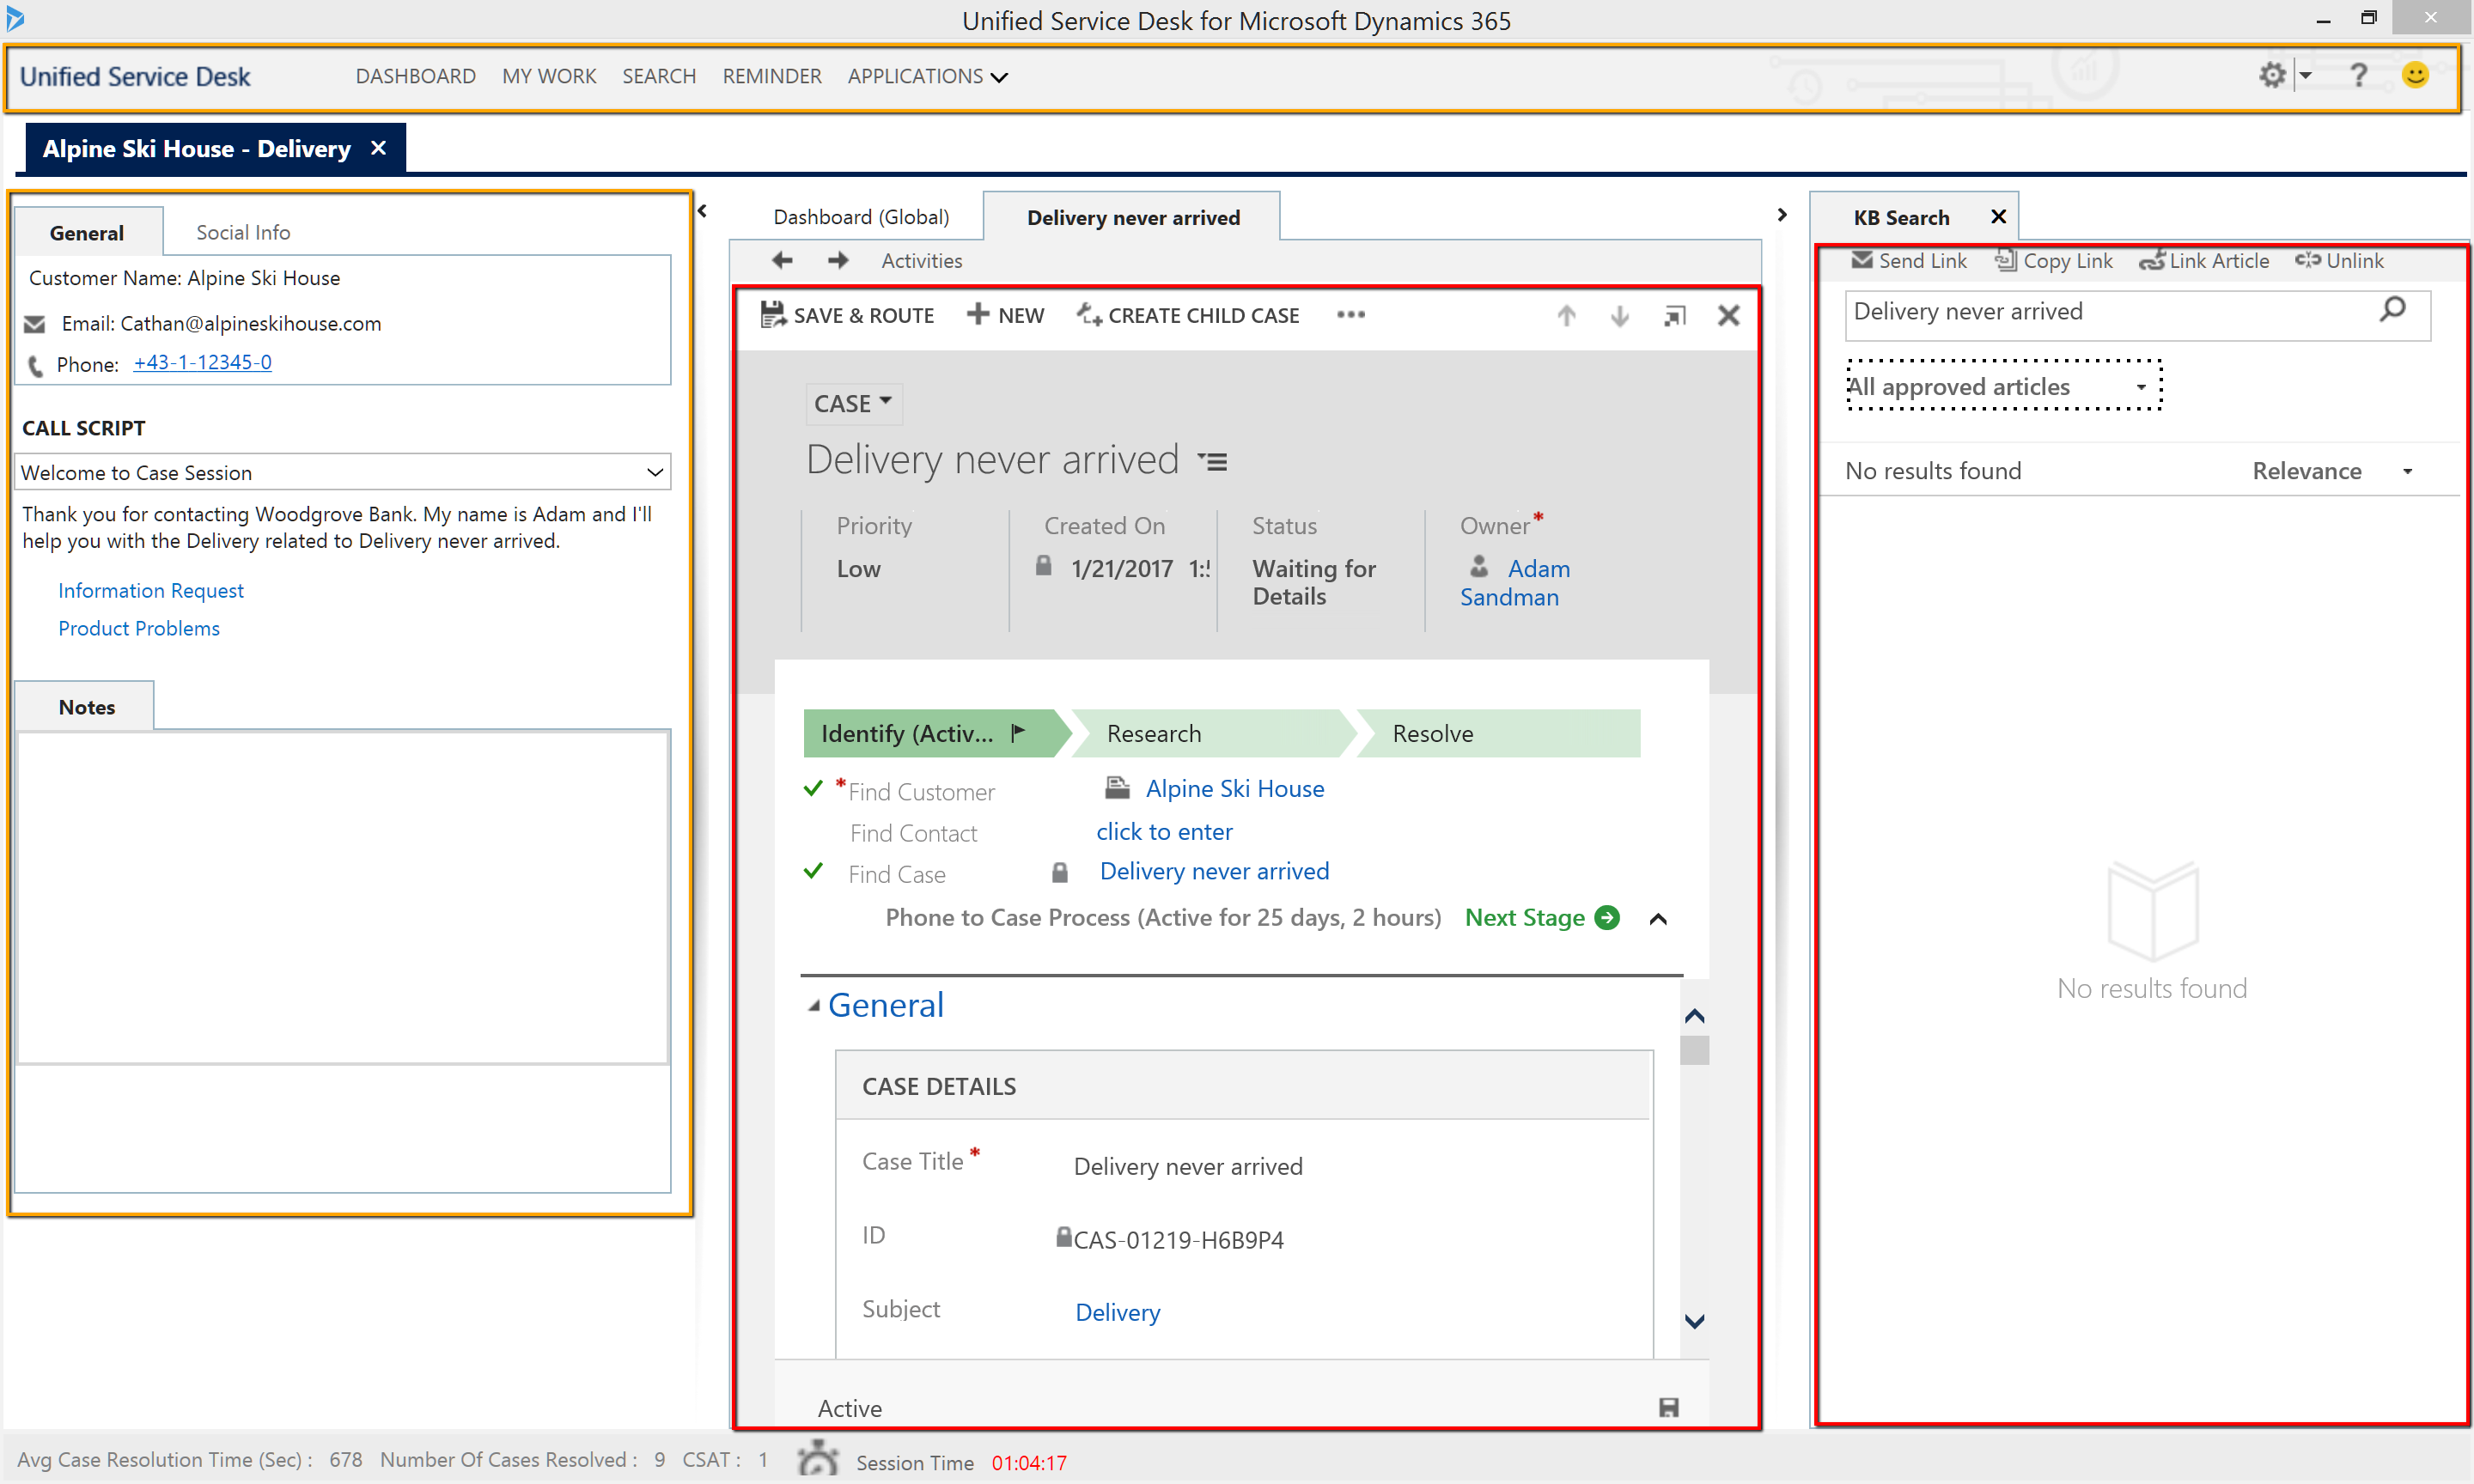 Unified Service Desk for Microsoft Dynamics 365
Unified Service Desk
DASHBOARD MY WORK SEARCH REMINDER APPLICATIONS
?
Alpine Ski House - Delivery
General Social Info
Customer Name: Alpine Ski House
Email: Cathan@alpineskihouse.com
Phone: +43-1-12345-0
CALL SCRIPT
Welcome to Case Session
Thank you for contacting Woodgrove Bank. My name is Adam and I'll
help you with the Delivery related to Delivery never arrived.
Information Request
Product Problems
Notes
Dashboard (Global) Delivery never arrived
Activities
SAVE & ROUTE NEW CREATE CHILD CASE
CASE
Delivery never arrived
Priority Created On Status Owner*
Low 1/21/2017 Waiting for Details Adam Sandman
Identify (Activ... Research Resolve
*Find Customer Alpine Ski House
Find Contact click to enter
Find Case Delivery never arrived
Phone to Case Process (Active for 25 days, 2 hours) Next Stage
General
CASE DETAILS
Case Title* Delivery never arrived
ID CAS-01219-H6B9P4
Subject Delivery
Active
KB Search
Send Link Copy Link Link Article Unlink
Delivery never arrived
All approved articles
No results found Relevance
No results found
Avg Case Resolution Time (Sec) : 678 Number Of Cases Resolved : 9 CSAT : 1 Session Time 01:04:17